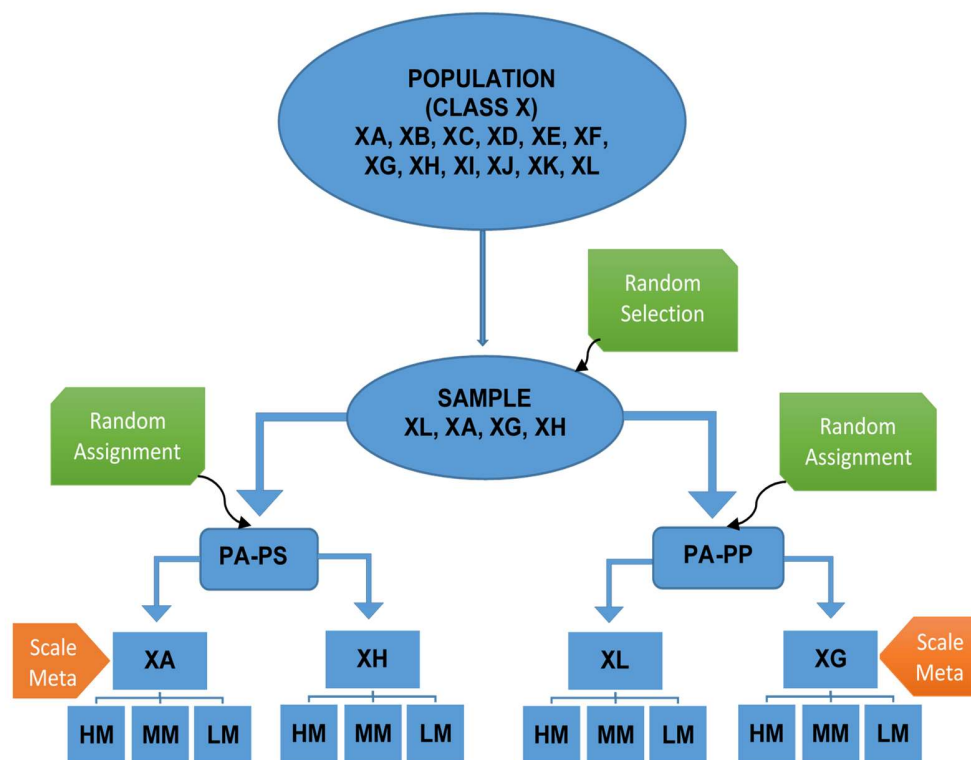 POPULATION
(CLASS X)
XA, XB, XC, XD, XE, XF,
XG, XH, XI, XJ, XK, XL
Random
Selection
SAMPLE
XL, XA, XG, XH
Random
Assignment
Random
Assignment
PA-PS
PA-PP
Scale
Meta
XA
XH
XL
XG
Scale
Meta
HM
MM
LM
HM
MM
LM
HM
MM
LM
HM
MM
LM